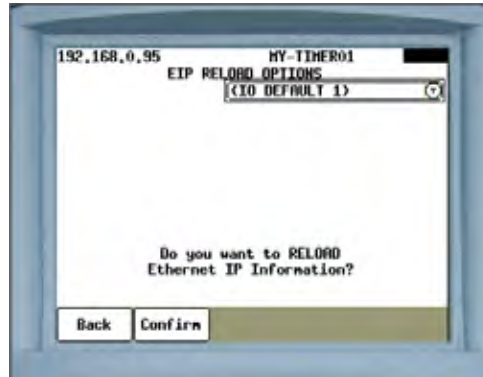 192.168.0.95 MY-TIMER01
EIP RELOAD OPTIONS
(IO DEFAULT 1)
Do you want to RELOAD
Ethernet IP Information?
Back Confirm